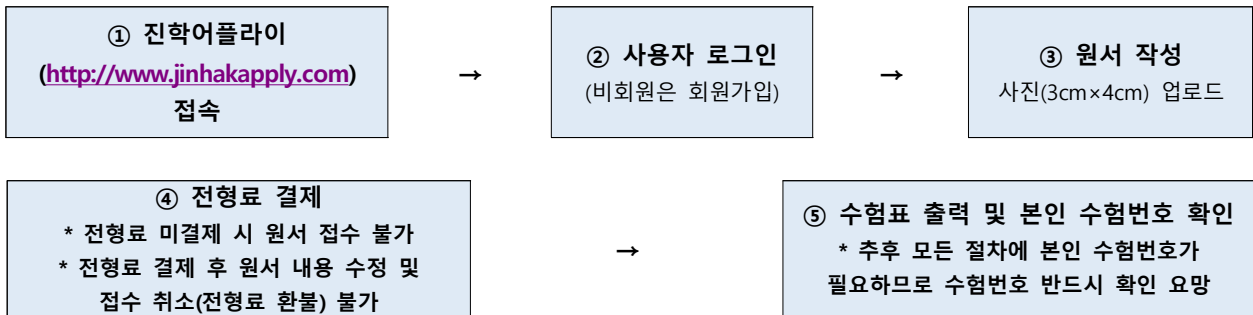 ① 진학어플라이
(http://www.jinhakapply.com)
접속
→
② 사용자 로그인
(비회원은 회원가입)
→
③ 원서 작성
사진(3cm×4cm) 업로드
④ 전형료 결제
* 전형료 미결제 시 원서 접수 불가
* 전형료 결제 후 원서 내용 수정 및
접수 취소(전형료 환불) 불가
→
⑤ 수험표 출력 및 본인 수험번호 확인
* 추후 모든 절차에 본인 수험번호가
필요하므로 수험번호 반드시 확인 요망